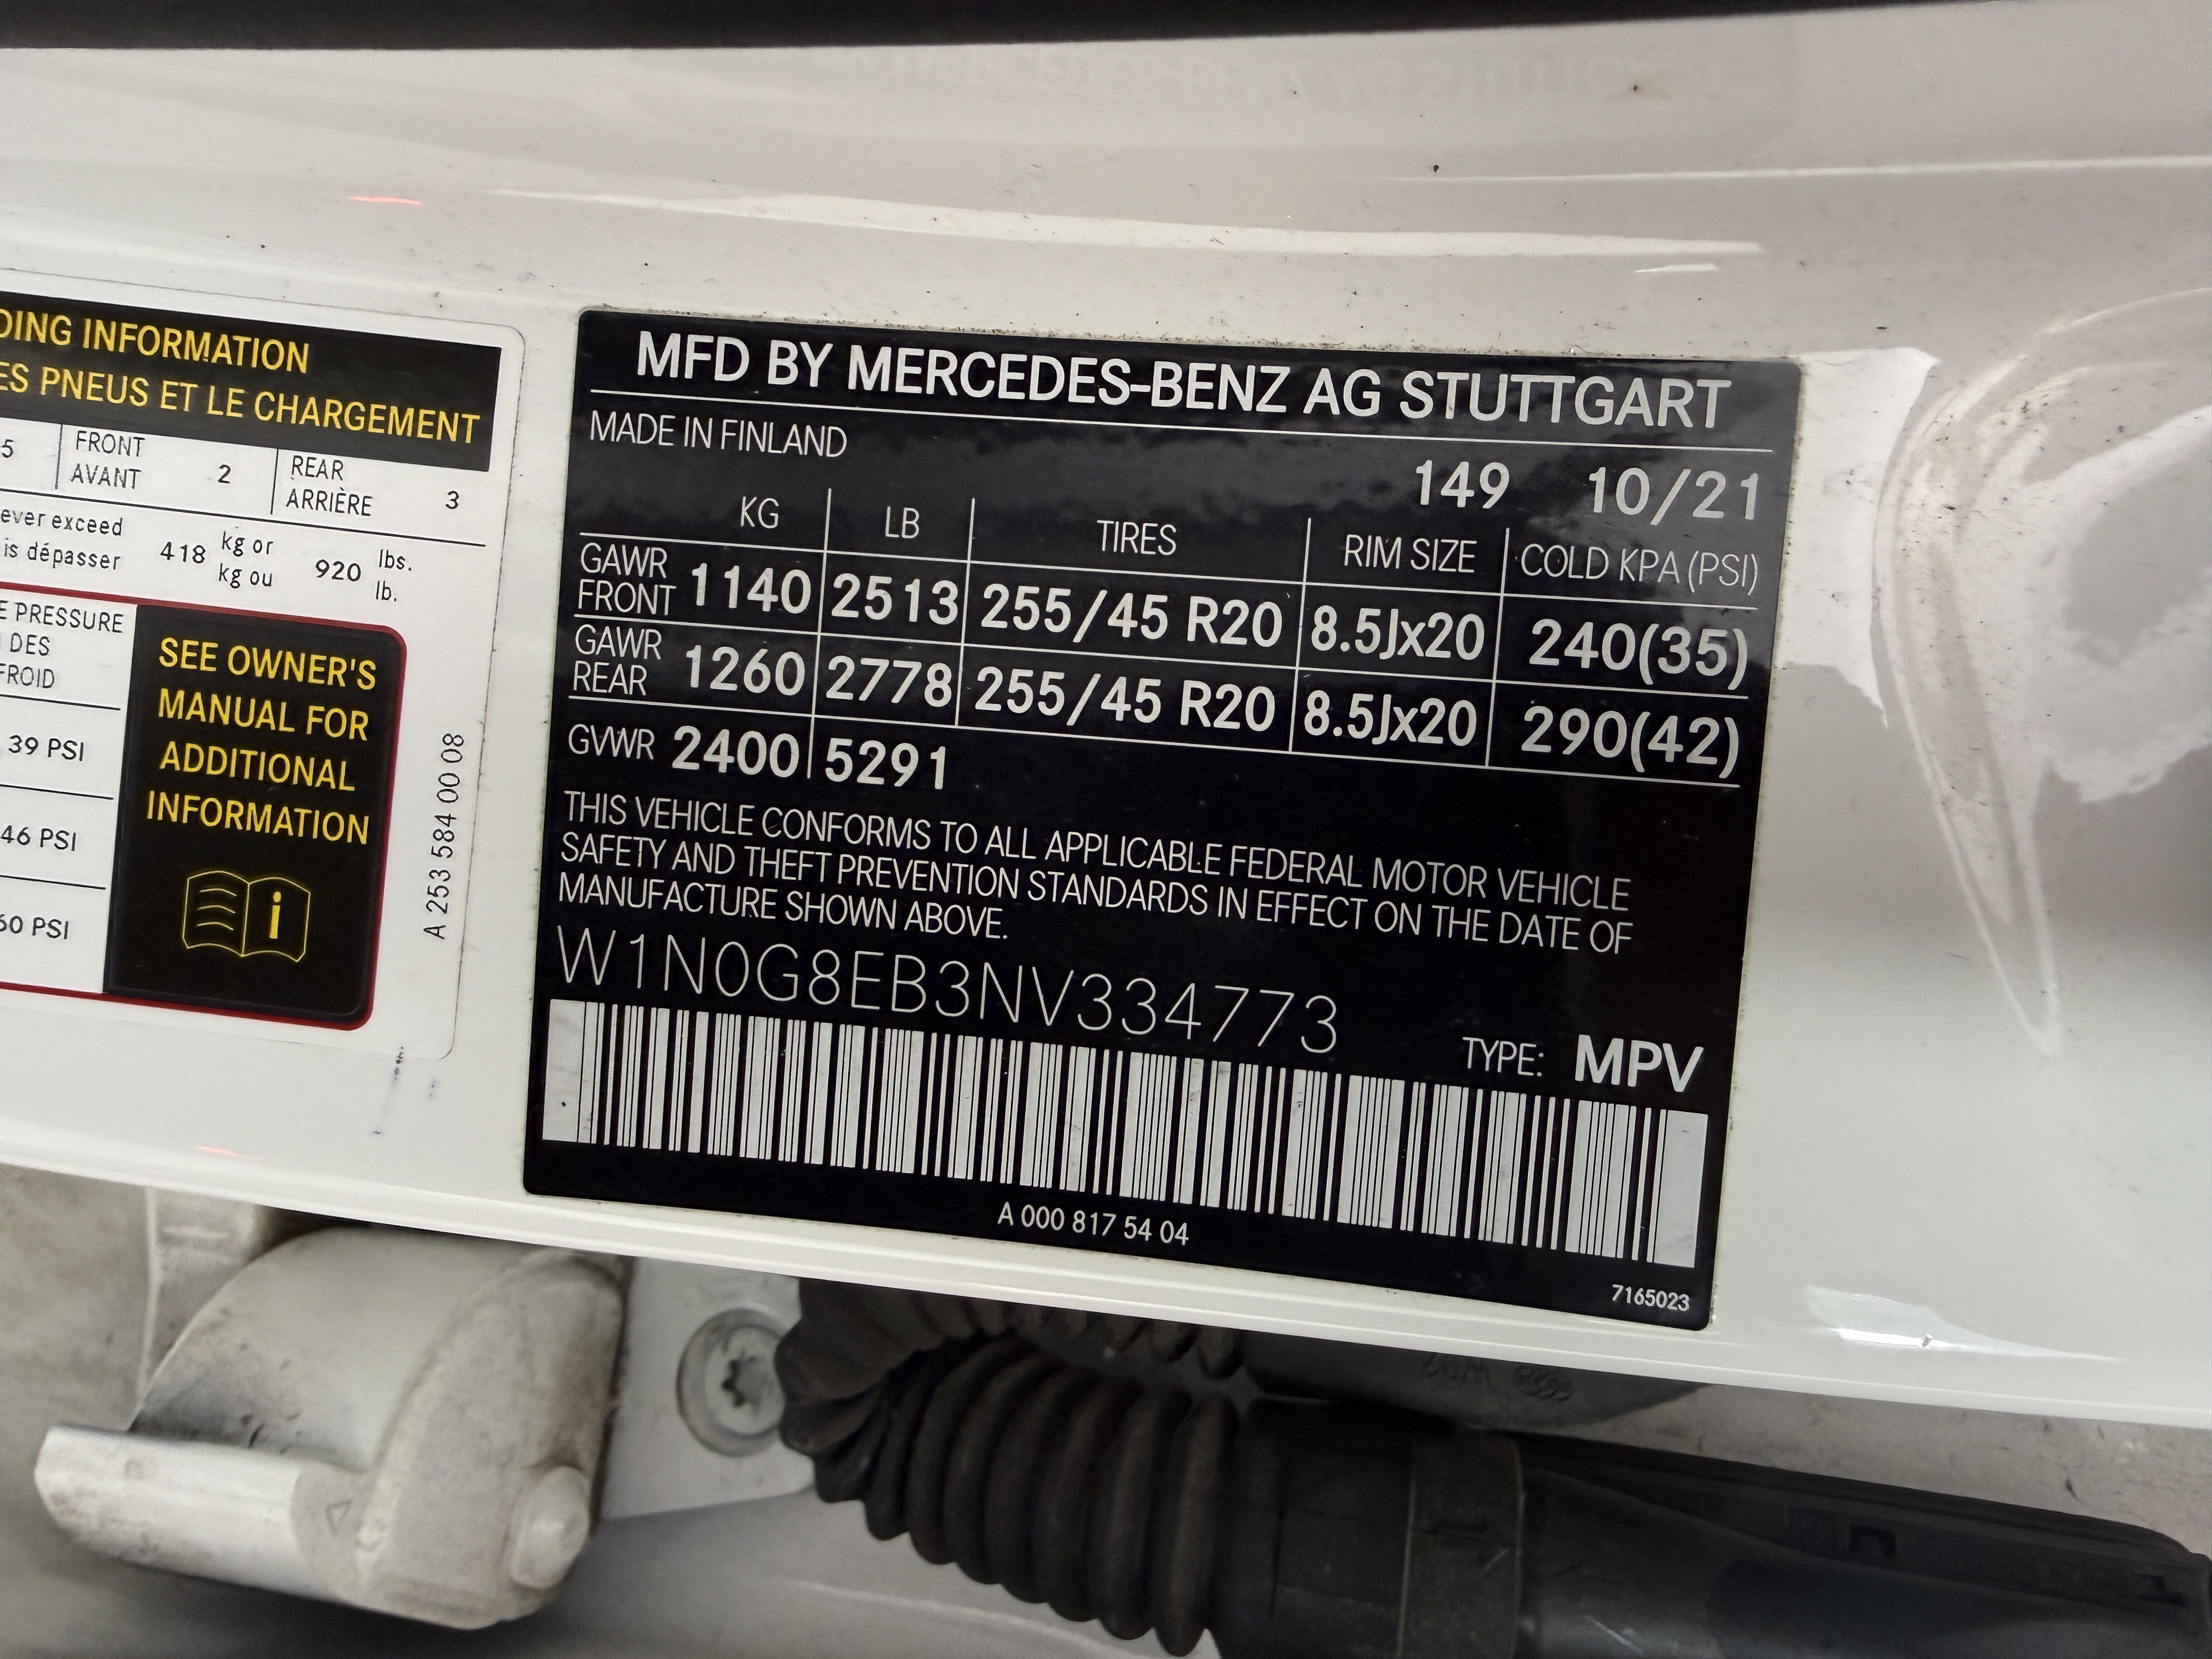 DING INFORMATION
ES PNEUS ET LE CHARGEMENT
5 FRONT AVANT 2 REAR ARRIÈRE 3
ever exceed 418 kg or 920 lbs.
is dépasser kg ou lb.
E PRESSURE
DES
FROID
39 PSI
46 PSI
60 PSI
SEE OWNER'S
MANUAL FOR
ADDITIONAL
INFORMATION
i
A 253 584 00 08
MFD BY MERCEDES-BENZ AG STUTTGART
MADE IN FINLAND
149 10/21
KG LB TIRES RIM SIZE COLD KPA (PSI)
GAWR FRONT 1140 2513 255/45 R20 8.5Jx20 240(35)
GAWR REAR 1260 2778 255/45 R20 8.5Jx20 290(42)
GVWR 2400 5291
THIS VEHICLE CONFORMS TO ALL APPLICABLE FEDERAL MOTOR VEHICLE
SAFETY AND THEFT PREVENTION STANDARDS IN EFFECT ON THE DATE OF
MANUFACTURE SHOWN ABOVE.
W1N0G8EB3NV334773
TYPE: MPV
A 000 817 54 04
7165023